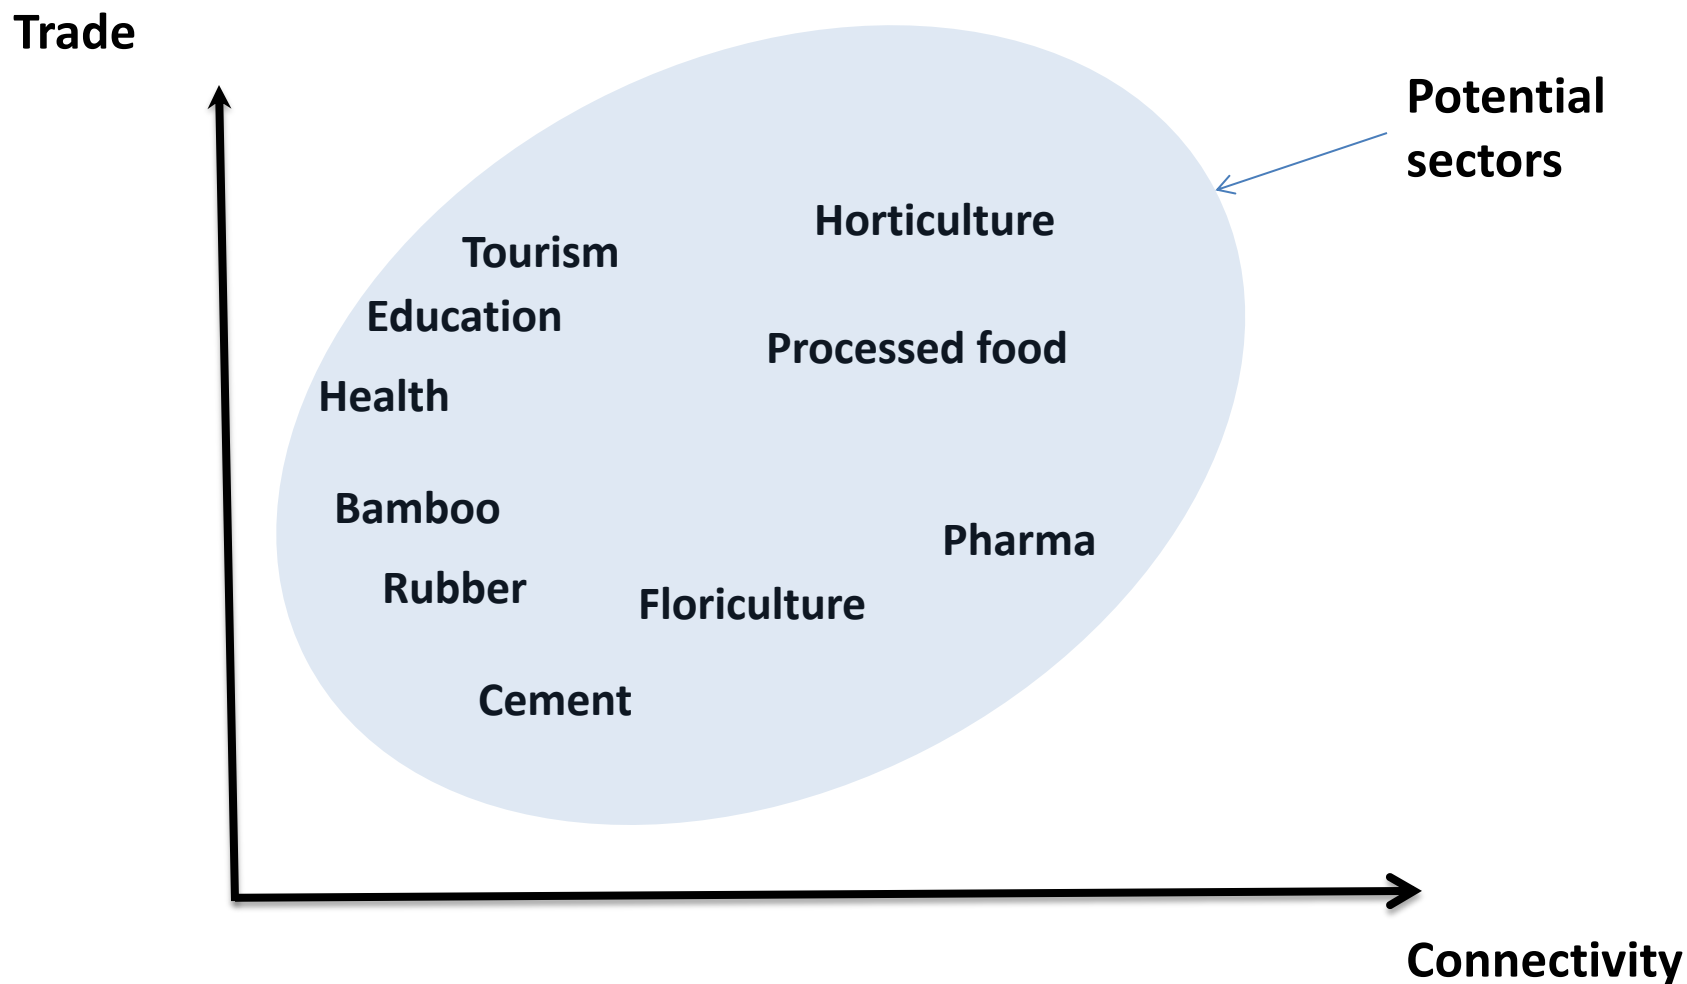 Trade
Potential
sectors
Horticulture
Tourism
Education
Processed food
Health
Bamboo
Pharma
Rubber
Floriculture
Cement
Connectivity